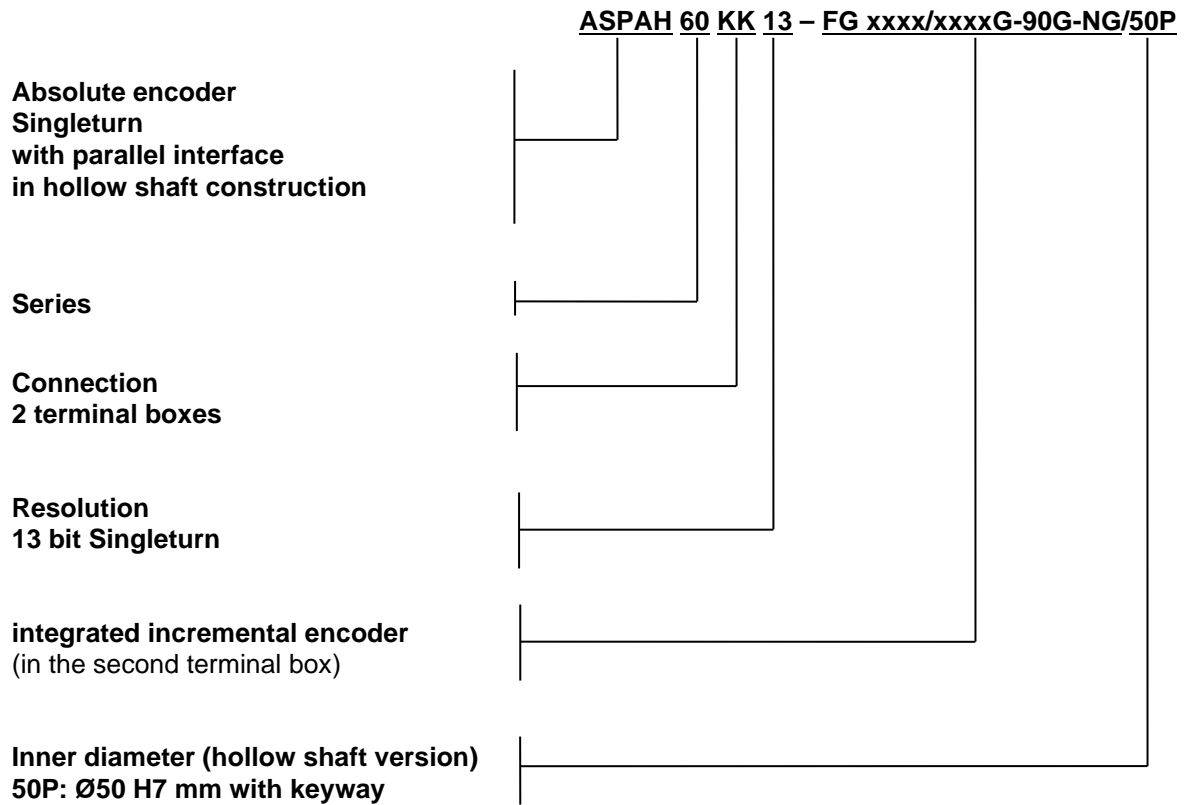 ASPAH 60 KK 13 – FG xxxx/xxxxG-90G-NG/50P
Absolute encoder
Singleturn
with parallel interface
in hollow shaft construction
Series
Connection
2 terminal boxes
Resolution
13 bit Singleturn
integrated incremental encoder
(in the second terminal box)
Inner diameter (hollow shaft version)
50P: Ø50 H7 mm with keyway